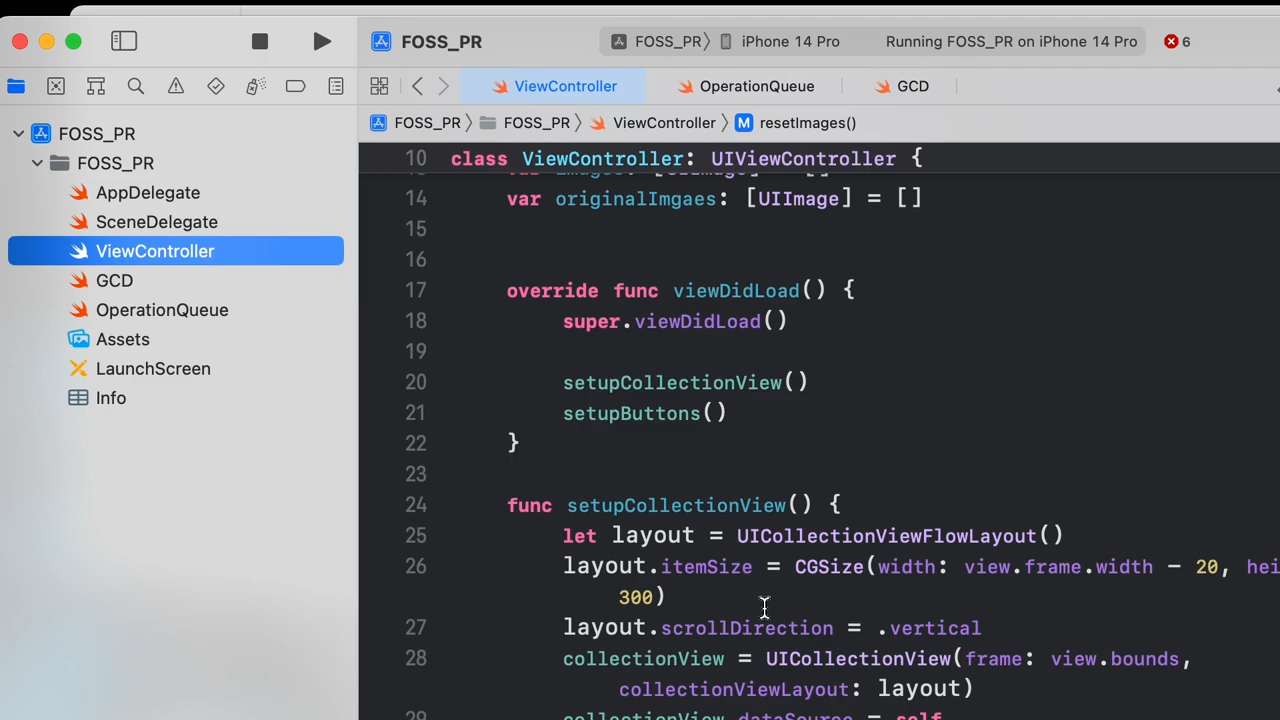 FOSS_PR
FOSS_PR 〉 iPhone 14 Pro
Running FOSS_PR on iPhone 14 Pro
6
ViewController
OperationQueue
GCD
FOSS_PR 〉 FOSS_PR 〉 ViewController 〉 M resetImages()
FOSS_PR
FOSS_PR
AppDelegate
SceneDelegate
ViewController
GCD
OperationQueue
Assets
LaunchScreen
Info
10 class ViewController: UIViewController {
14 var originalImgaes: [UIImage] = []
15
16
17 override func viewDidLoad() {
18 super.viewDidLoad()
19
20 setupCollectionView()
21 setupButtons()
22 }
23
24 func setupCollectionView() {
25 let layout = UICollectionViewFlowLayout()
26 layout.itemSize = CGSize(width: view.frame.width - 20, hei
300)
27 layout.scrollDirection = .vertical
28 collectionView = UICollectionView(frame: view.bounds,
collectionViewLayout: layout)
29 collectionView.dataSource = self